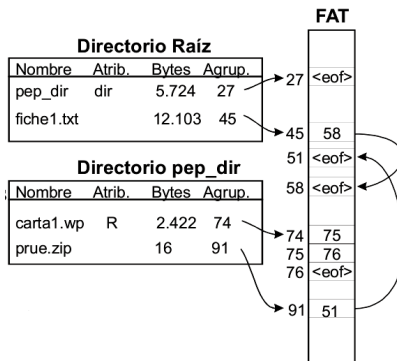 FAT
Directorio Raíz
Nombre Atrib. Bytes Agrup.
pep_dir dir 5.724 27
fiche1.txt 12.103 45
27 <eof>
45 58
51 <eof>
58 <eof>
Directorio pep_dir
Nombre Atrib. Bytes Agrup.
carta1.wp R 2.422 74
prue.zip 16 91
74 75
75 76
76 <eof>
91 51